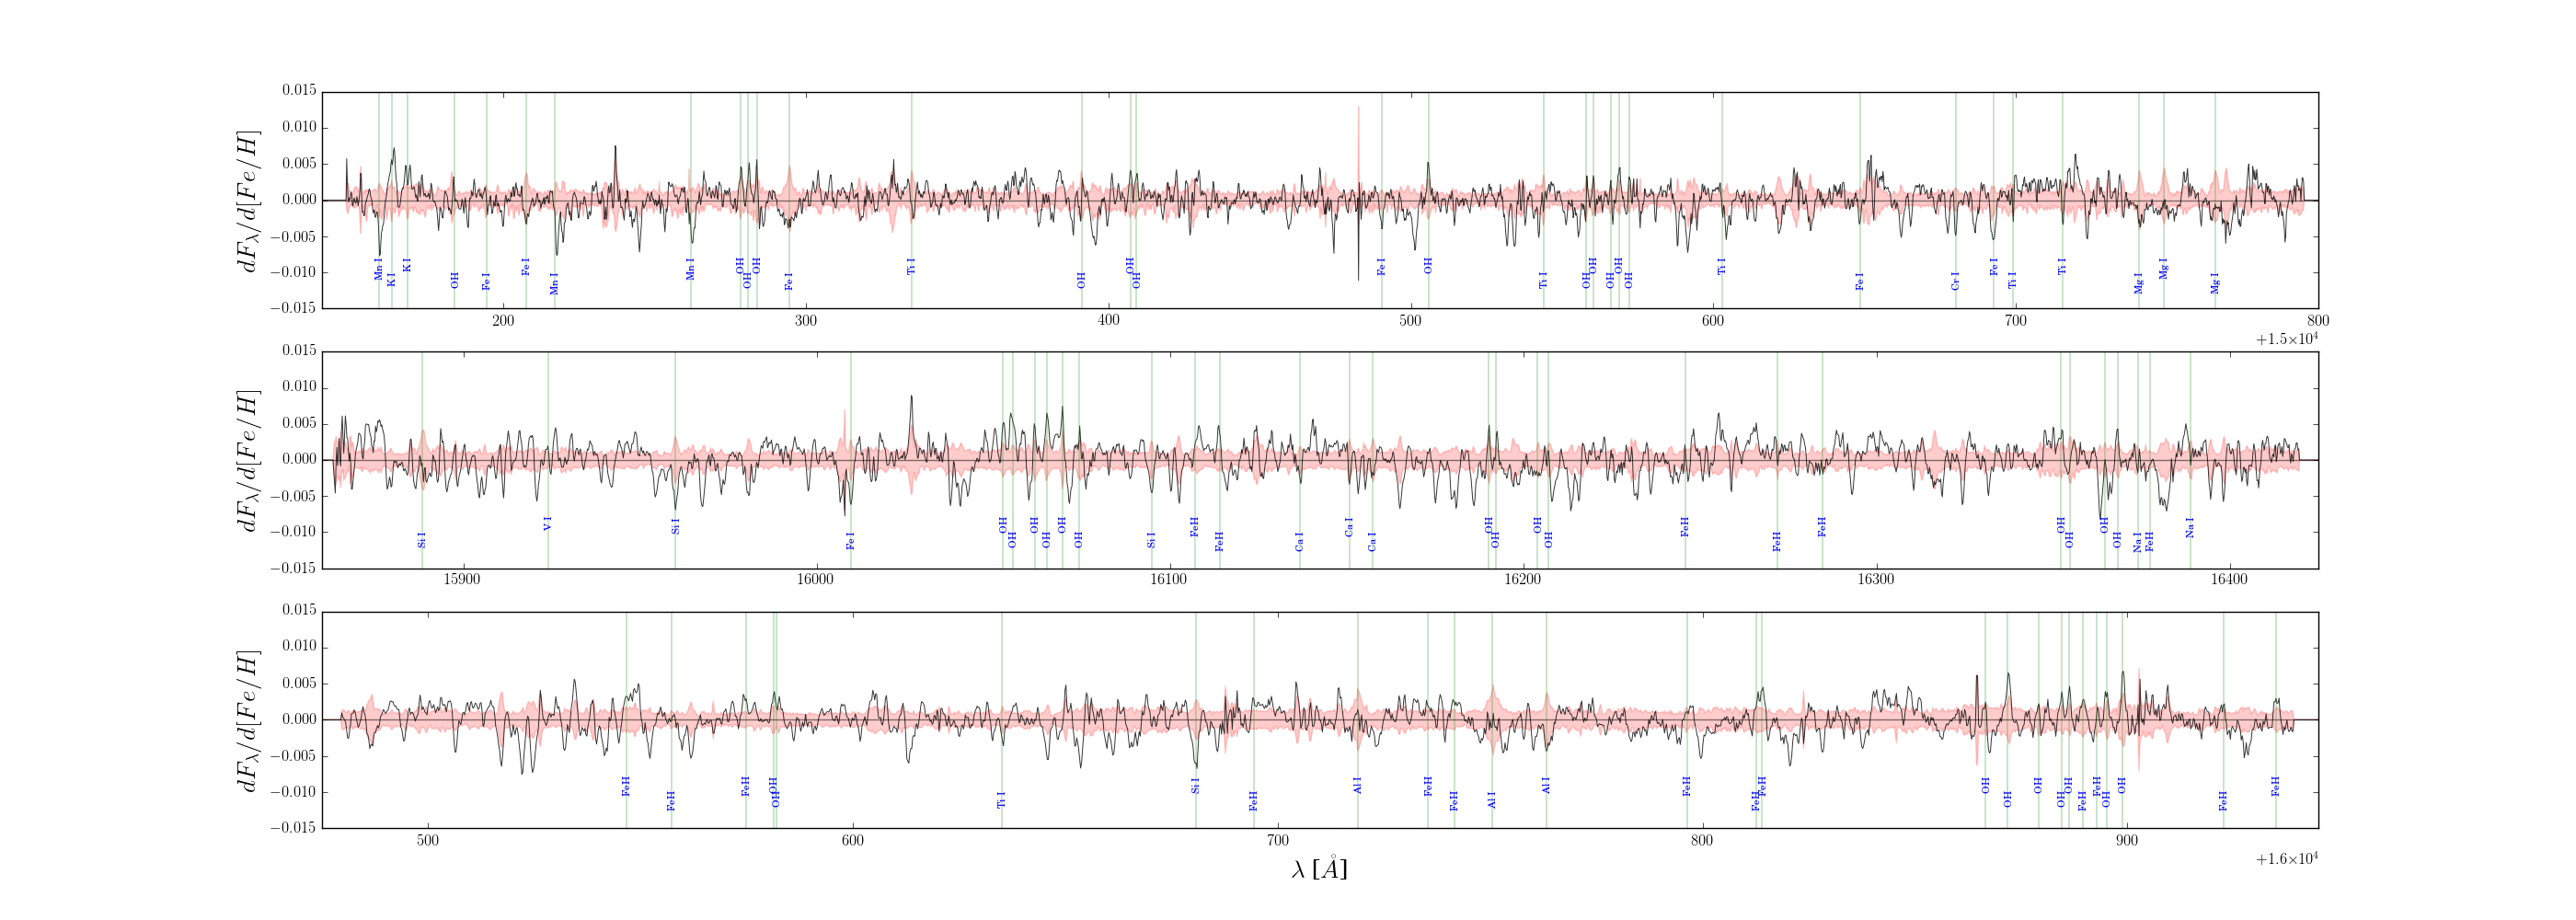 dF_λ/d[Fe/H]
0.015
0.010
0.005
0.000
−0.005
−0.010
−0.015
Mn I K I K I OH Fe I Fe I Mn I Mn I OH OH OH Fe I Ti I OH OH OH Fe I OH Ti I OH OH OH OH OH Ti I Fe I Cr I Fe I Ti I Ti I Mg I Mg I Mg I
200 300 400 500 600 700 800
+1.5×10⁴
dF_λ/d[Fe/H]
0.015
0.010
0.005
0.000
−0.005
−0.010
−0.015
Si I V I Si I Fe I OH OH OH OH OH OH Si I FeH FeH Ca I Ca I Ca I OH OH OH OH FeH FeH FeH OH OH OH OH Na I FeH Na I
15900 16000 16100 16200 16300 16400
dF_λ/d[Fe/H]
0.015
0.010
0.005
0.000
−0.005
−0.010
−0.015
FeH FeH FeH OH OH Ti I Si I FeH Al I FeH FeH Al I Al I FeH FeH FeH OH OH OH OH OH FeH FeH OH OH FeH FeH
500 600 700 800 900
+1.6×10⁴
λ [Å]